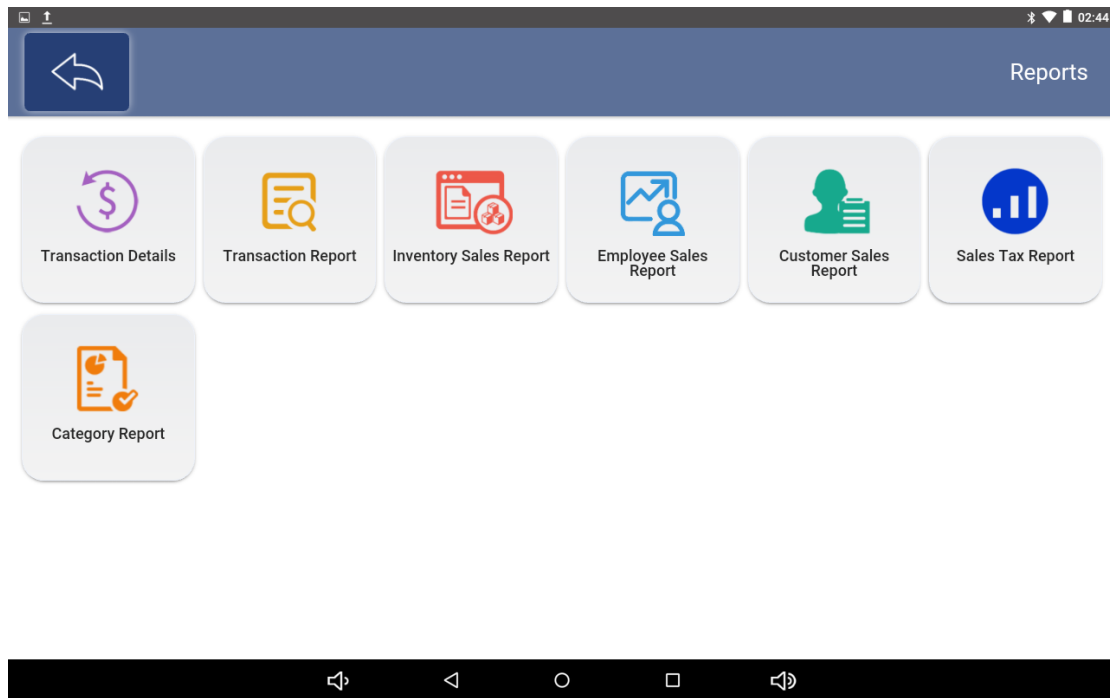 02:44
Reports
Transaction Details
Transaction Report
Inventory Sales Report
Employee Sales
Report
Customer Sales
Report
Sales Tax Report
Category Report